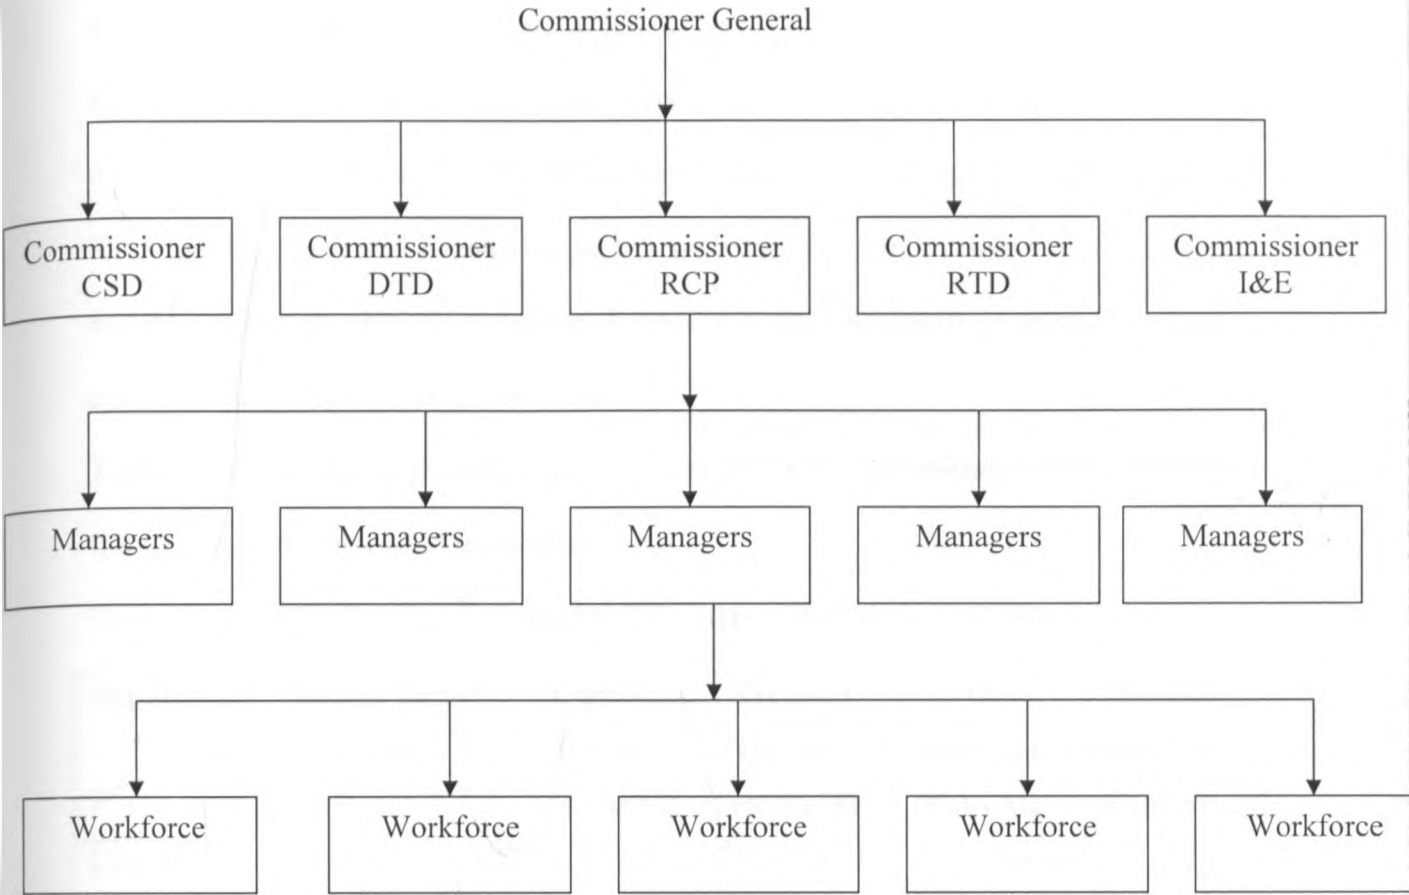 Commissioner General
Commissioner
CSD
Commissioner
DTD
Commissioner
RCP
Commissioner
RTD
Commissioner
I&E
Managers
Managers
Managers
Managers
Managers
Workforce
Workforce
Workforce
Workforce
Workforce